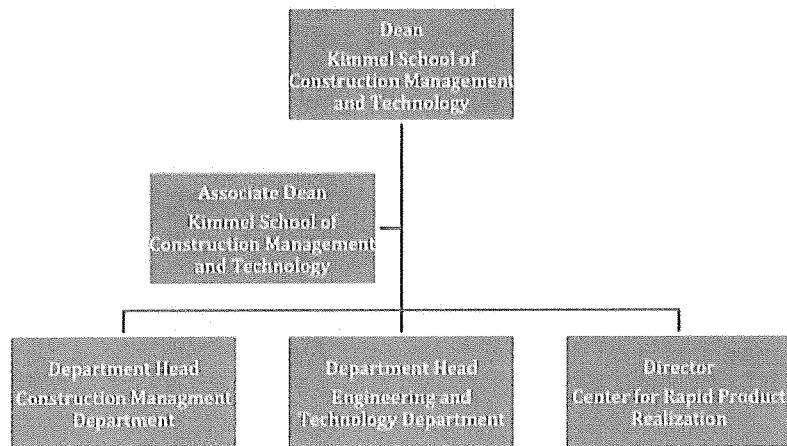 Dean
Kimmel School of
Construction Management
and Technology
Associate Dean
Kimmel School of
Construction Management
and Technology
Department Head
Construction Managment
Department
Department Head
Engineering and
Technology Department
Director
Center for Rapid Product
Realization